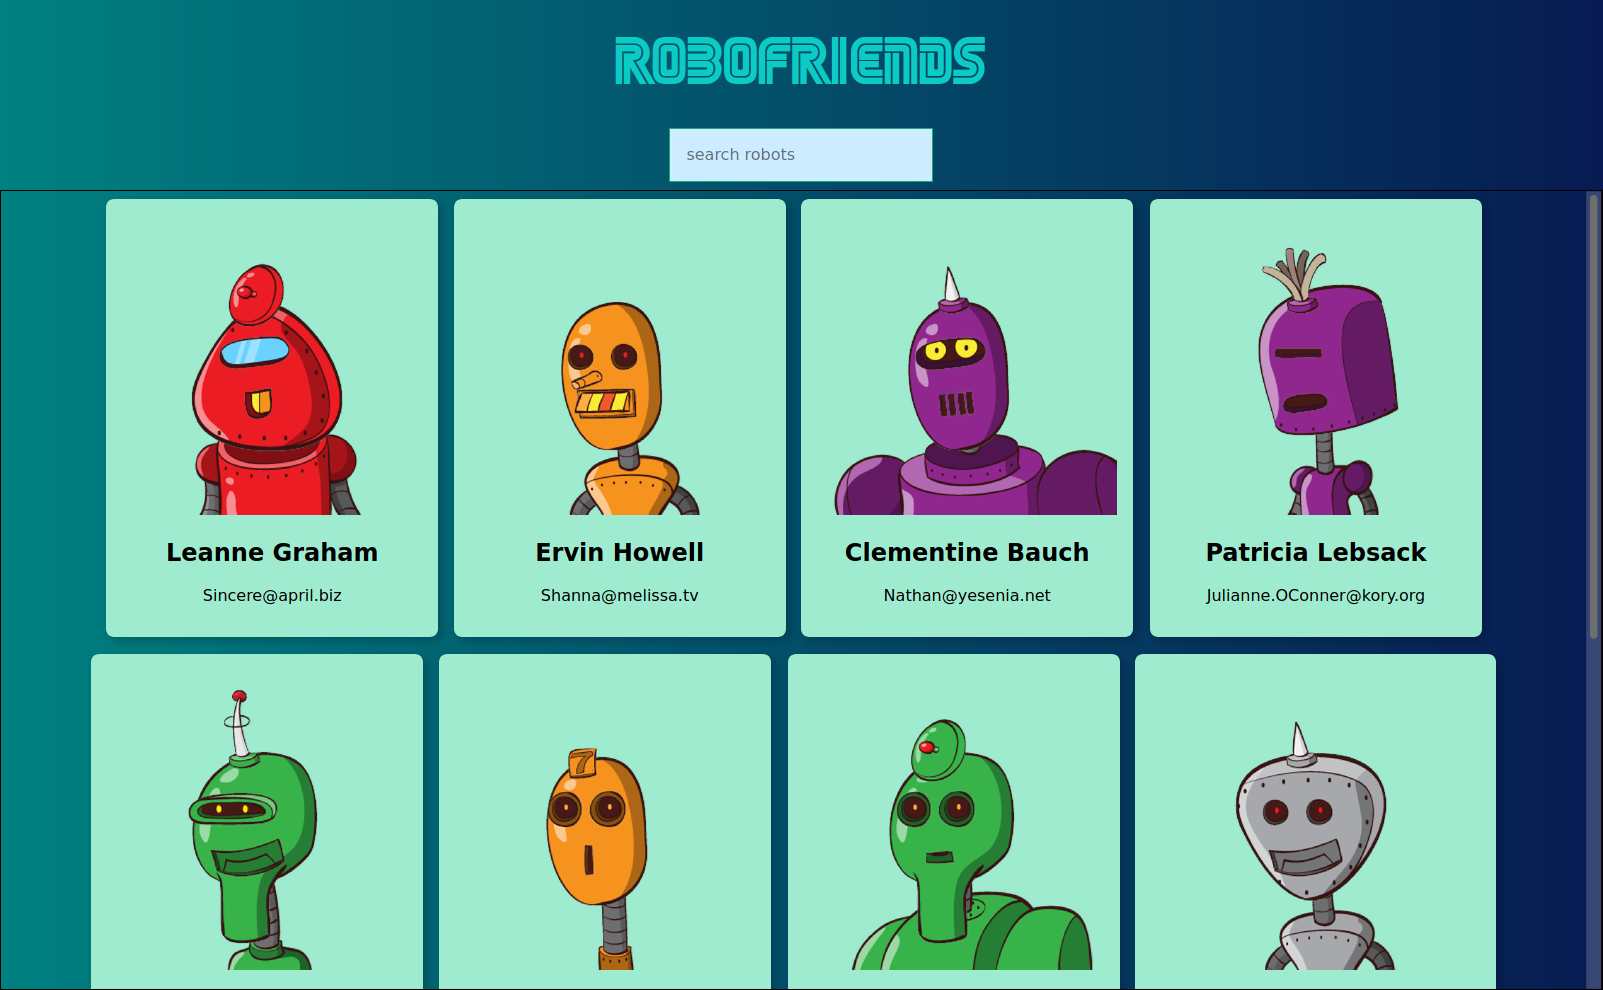 ROBOFRIENDS
search robots
Leanne Graham
Sincere@april.biz
Ervin Howell
Shanna@melissa.tv
Clementine Bauch
Nathan@yesenia.net
Patricia Lebsack
Julianne.OConner@kory.org
7